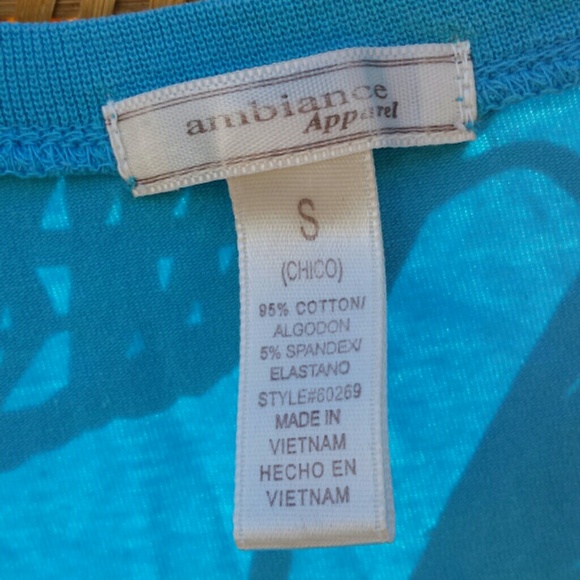 ambiance
Apparel
S
(CHICO)
95% COTTON/
ALGODON
5% SPANDEX/
ELASTANO
STYLE#60269
MADE IN
VIETNAM
HECHO EN
VIETNAM